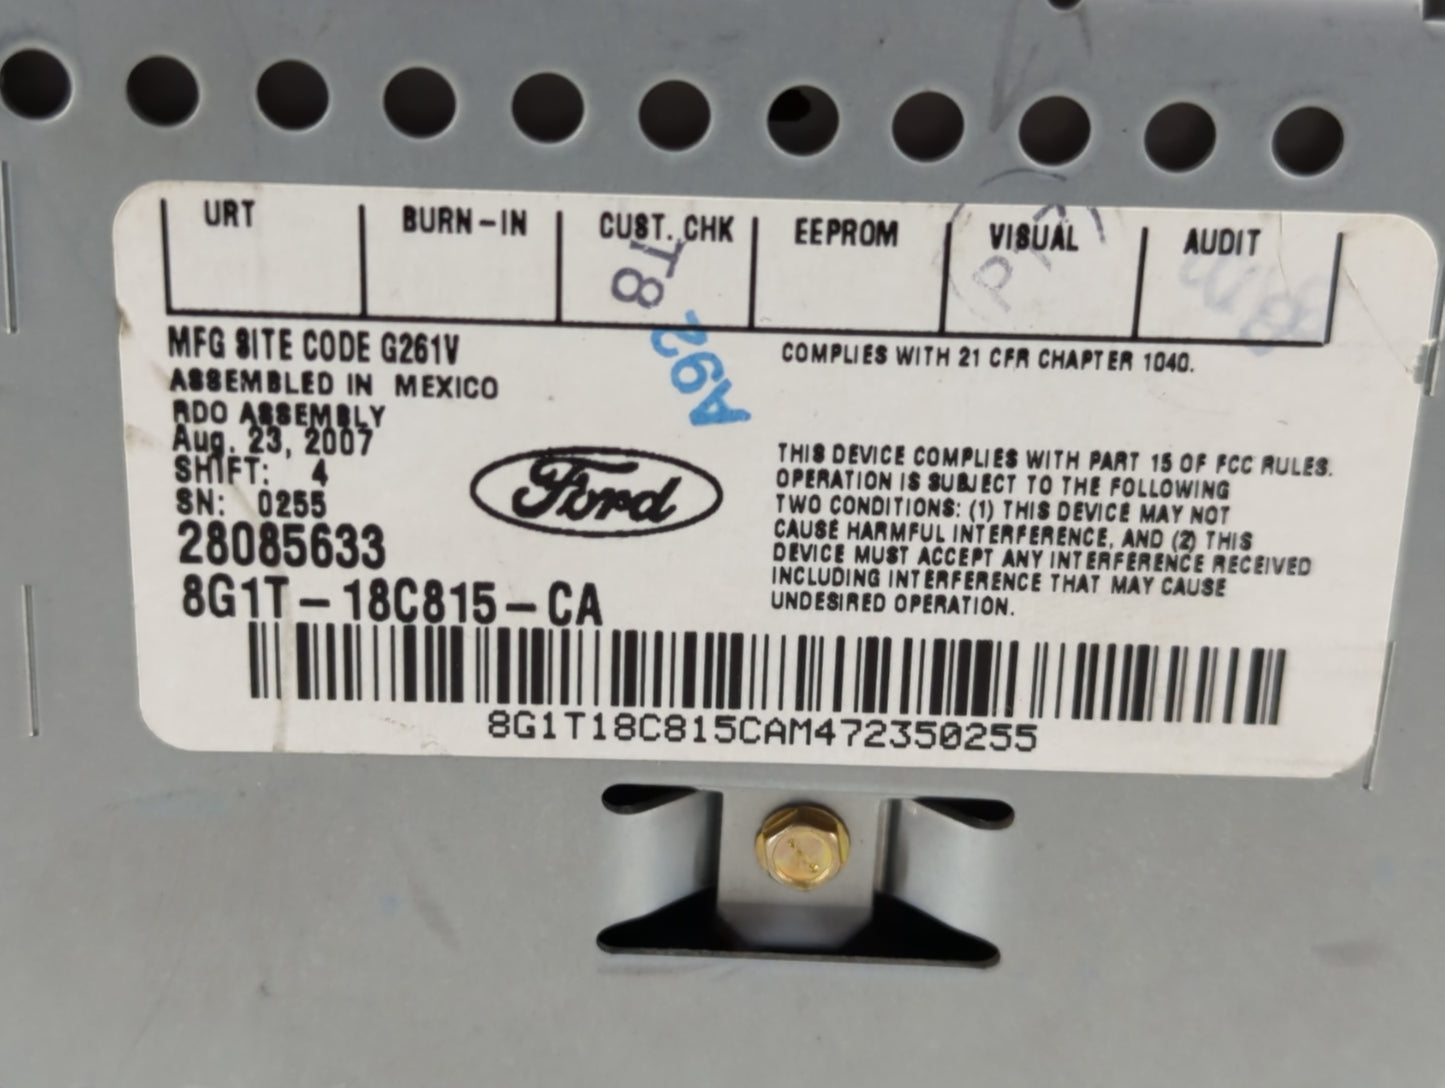 URT BURN-IN CUST. CHK EEPROM VISUAL AUDIT
T8
A92
MFG SITE CODE G261V
ASSEMBLED IN MEXICO
RDO ASSEMBLY
Aug. 23, 2007
SHIFT: 4
SN: 0255
28085633
8G1T-18C815-CA
Ford
COMPLIES WITH 21 CFR CHAPTER 1040.
THIS DEVICE COMPLIES WITH PART 15 OF FCC RULES.
OPERATION IS SUBJECT TO THE FOLLOWING
TWO CONDITIONS: (1) THIS DEVICE MAY NOT
CAUSE HARMFUL INTERFERENCE, AND (2) THIS
DEVICE MUST ACCEPT ANY INTERFERENCE RECEIVED
INCLUDING INTERFERENCE THAT MAY CAUSE
UNDESIRED OPERATION.
8G1T18C815CAM472350255